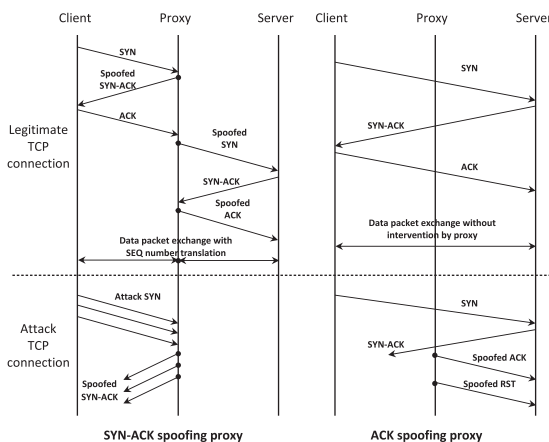 Client Proxy Server
SYN
Spoofed
SYN-ACK
ACK
Spoofed
SYN
SYN-ACK
Spoofed
ACK
Data packet exchange with
SEQ number translation
Legitimate
TCP
connection
Attack SYN
Spoofed
SYN-ACK
Attack
TCP
connection
SYN-ACK spoofing proxy
Client Proxy Server
SYN
SYN-ACK
ACK
Data packet exchange without
intervention by proxy
SYN
SYN-ACK
Spoofed ACK
Spoofed RST
ACK spoofing proxy